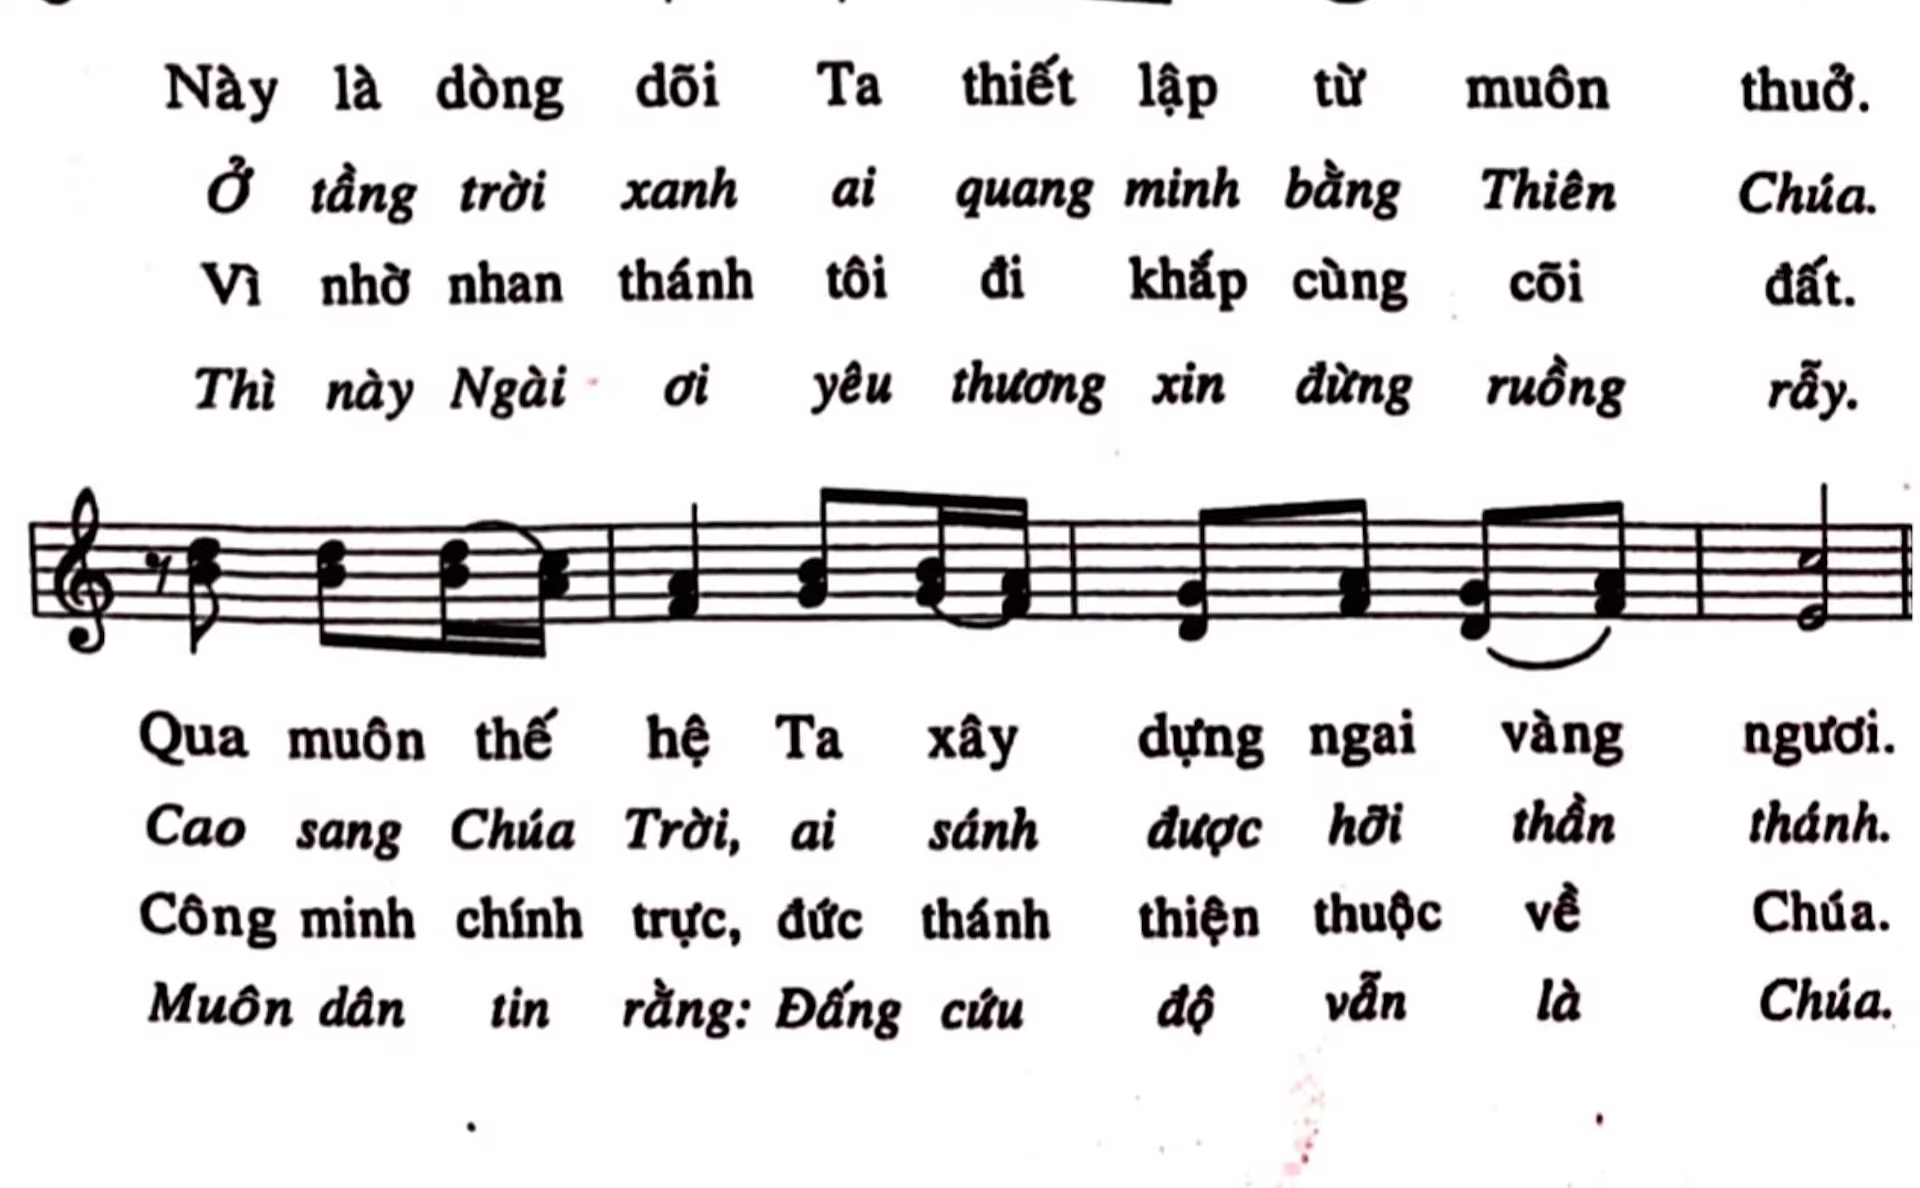 Này là dòng dõi Ta thiết lập từ muôn thuở.
Ở tầng trời xanh ai quang minh bằng Thiên Chúa.
Vì nhờ nhan thánh tôi đi khắp cùng cõi đất.
Thì này Ngài ơi yêu thương xin đừng ruồng rẫy.
Qua muôn thế hệ Ta xây dựng ngai vàng ngươi.
Cao sang Chúa Trời, ai sánh được hỡi thần thánh.
Công minh chính trực, đức thánh thiện thuộc về Chúa.
Muôn dân tin rằng: Đấng cứu độ vẫn là Chúa.